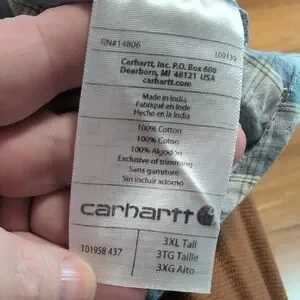 RN#14806
Carhartt, Inc. P.O. Box 600
Dearborn, MI 48121 USA
carhartt.com
Made in India
Fabriqué en Inde
Hecho en la India
100% Cotton
100% Coton
100% Algodón
Exclusive of trimming
Sans garniture
Sin incluir adorno
carhartt
101958 437
3XL Tall
3TG Taille
3XG Alto